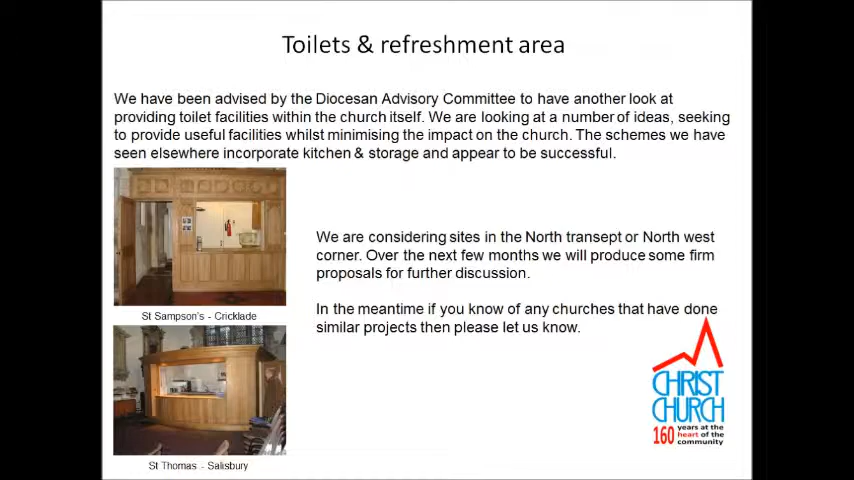 Toilets & refreshment area
We have been advised by the Diocesan Advisory Committee to have another look at
providing toilet facilities within the church itself. We are looking at a number of ideas, seeking
to provide useful facilities whilst minimising the impact on the church. The schemes we have
seen elsewhere incorporate kitchen & storage and appear to be successful.
We are considering sites in the North transept or North west
corner. Over the next few months we will produce some firm
proposals for further discussion.
In the meantime if you know of any churches that have done
similar projects then please let us know.
St Sampson's - Cricklade
St Thomas - Salisbury
CHRIST
CHURCH
160 years at the
heart of the
community